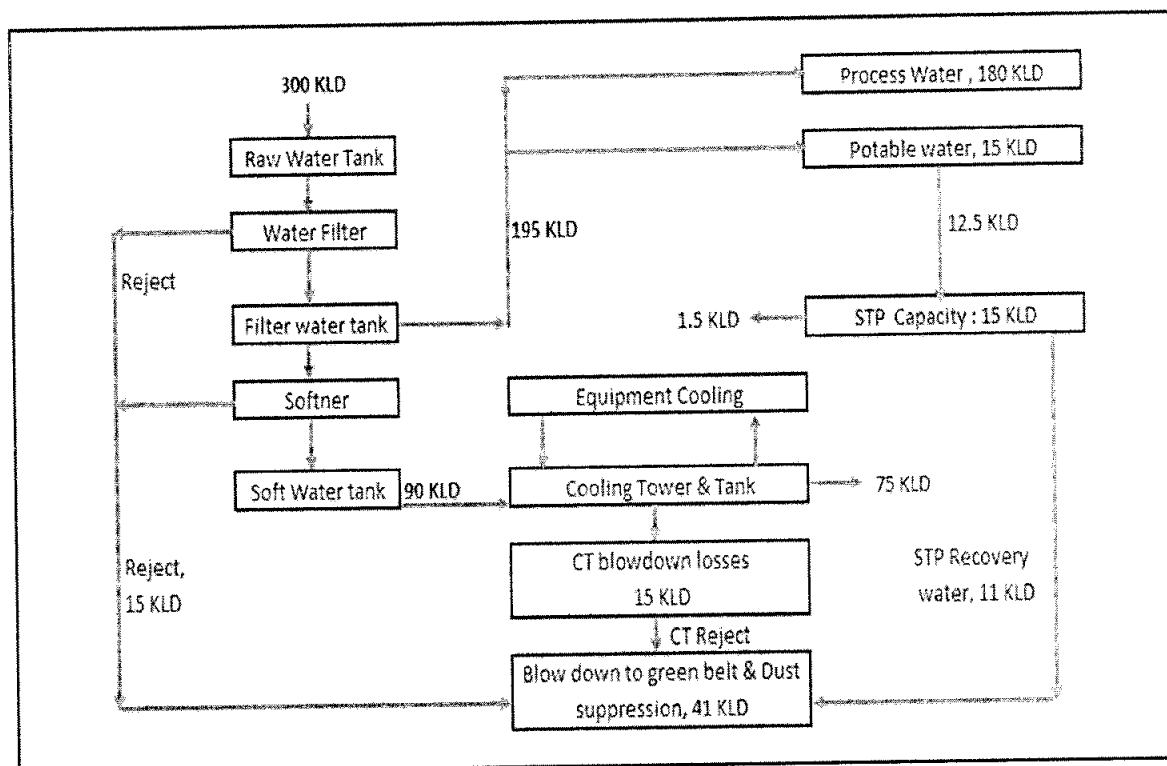 300 KLD
Raw Water Tank
Water Filter
Reject
Filter water tank
Softner
Soft Water tank
Reject,
15 KLD
195 KLD
Process Water , 180 KLD
Potable water, 15 KLD
12.5 KLD
STP Capacity : 15 KLD
1.5 KLD
Equipment Cooling
90 KLD
Cooling Tower & Tank
75 KLD
CT blowdown losses
15 KLD
CT Reject
STP Recovery
water, 11 KLD
Blow down to green belt & Dust
suppression, 41 KLD